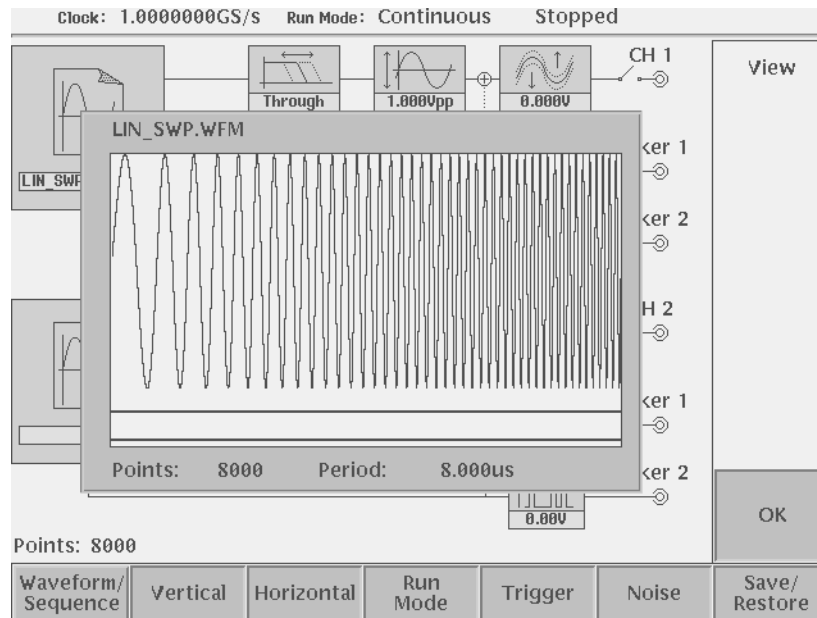 Clock: 1.0000000GS/s Run Mode: Continuous Stopped
CH 1
View
Through
1.000Vpp
0.000V
LIN_SWP.WFM
ker 1
LIN_SWP
ker 2
H 2
ker 1
Points: 8000 Period: 8.000us
ker 2
0.00V
OK
Points: 8000
Waveform/
Sequence
Vertical
Horizontal
Run
Mode
Trigger
Noise
Save/
Restore